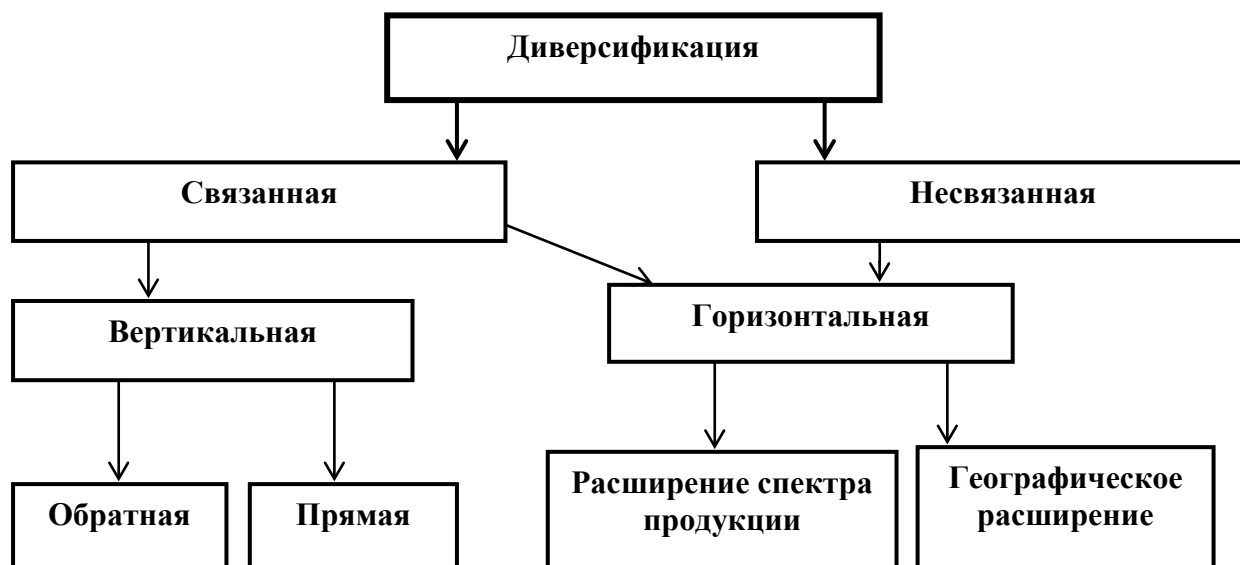 Диверсификация
Связанная
Несвязанная
Вертикальная
Горизонтальная
Обратная
Прямая
Расширение спектра
продукции
Географическое
расширение